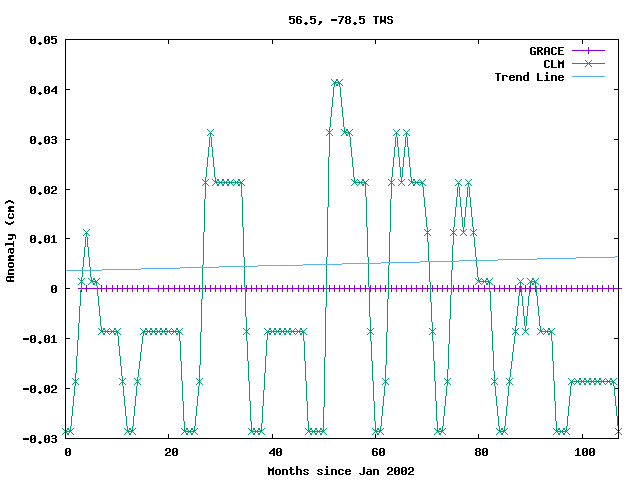 56.5, -78.5 TWS
GRACE
CLM
Trend Line
0.05
0.04
0.03
0.02
0.01
0
-0.01
-0.02
-0.03
Anomaly (cm)
0 20 40 60 80 100
Months since Jan 2002